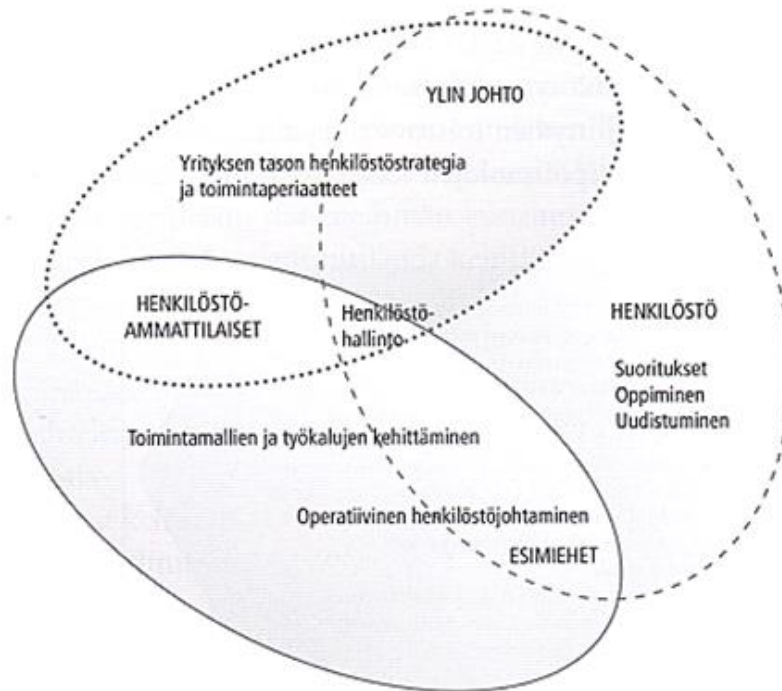 YLIN JOHTO
Yrityksen tason henkilöstöstrategia
ja toimintaperiaatteet
HENKILÖSTÖ-
AMMATTILAISET
Henkilöstö-
hallinto
HENKILÖSTÖ
Suoritukset
Oppiminen
Uudistuminen
Toimintamallien ja työkalujen kehittäminen
Operatiivinen henkilöstöjohtaminen
ESIMIEHET